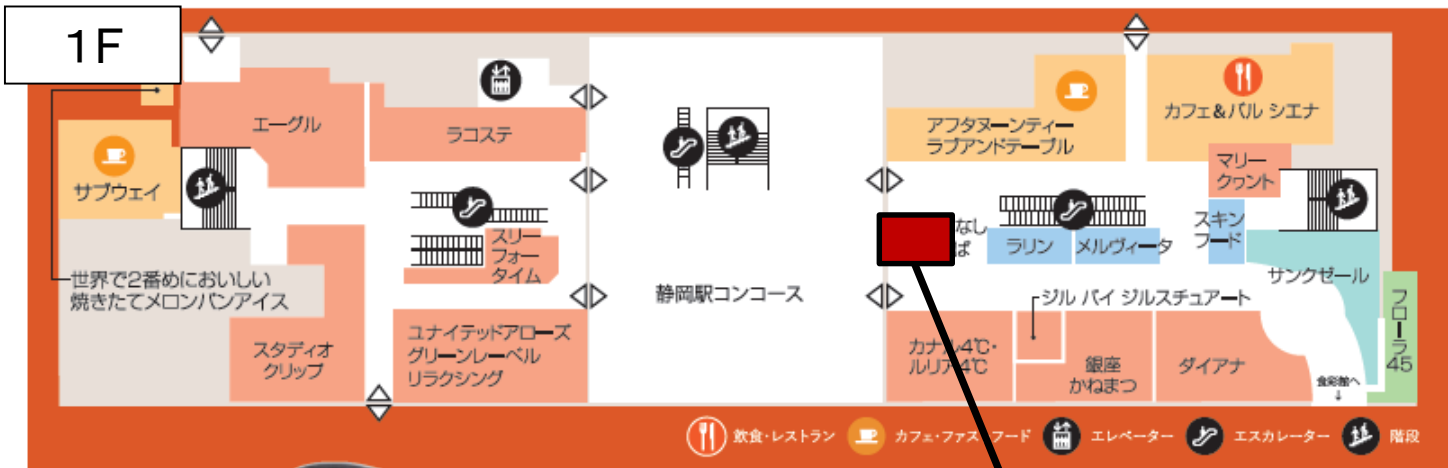 1F
エーグル
ラコステ
サブウェイ
スリー
フォー
タイム
世界で2番めにおいしい
焼きたてメロンパンアイス
スタディオ
クリップ
ユナイテッドアローズ
グリーンレーベル
リラクシング
静岡駅コンコース
アフタヌーンティー
ラブアンドテーブル
カフェ&バル シエナ
マリー
クワント
なし
ば
ラリン
メルヴィータ
スキン
フード
サンクゼール
ジル バイ ジルスチュアート
カナル4℃・
ルリア4℃
銀座
かねまつ
ダイアナ
食彩館へ
↓
フローラ
45
飲食・レストラン
カフェ・ファストフード
エレベーター
エスカレーター
階段